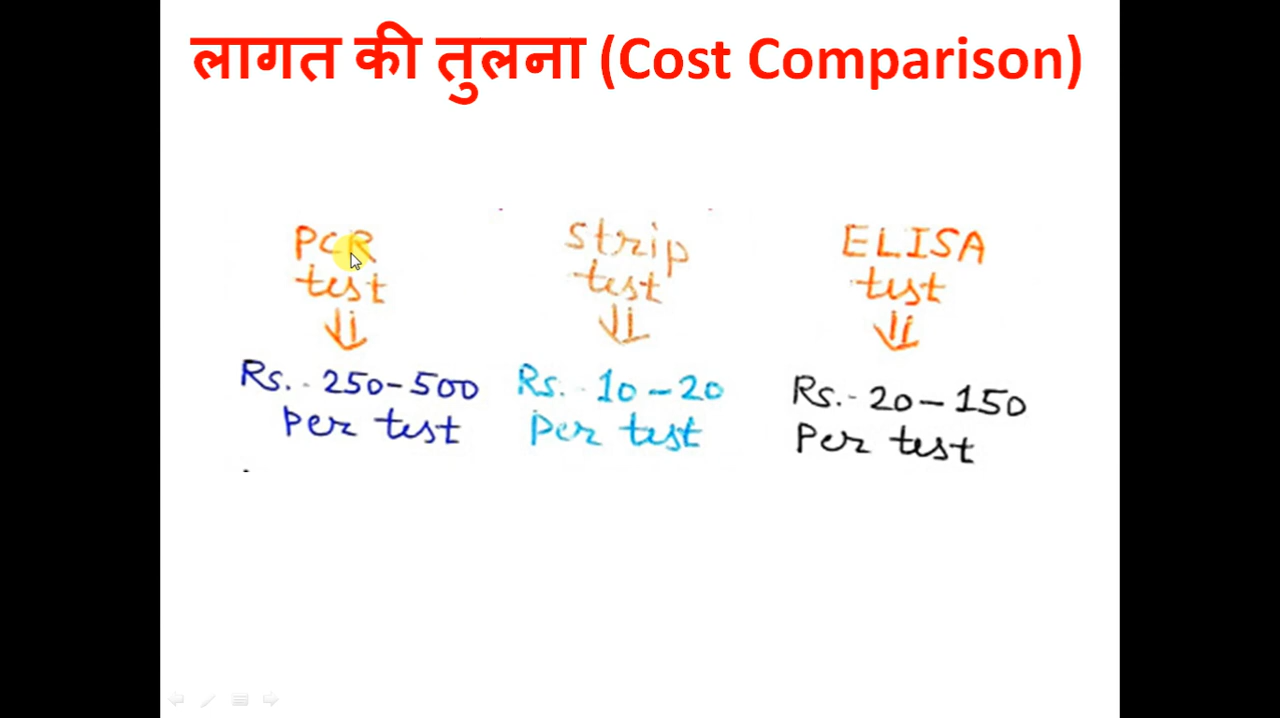 लागत की तुलना (Cost Comparison)
PCR
test
Rs. 250-500
Per test
Strip
test
Rs. 10-20
Per test
ELISA
test
Rs. 20-150
Per test